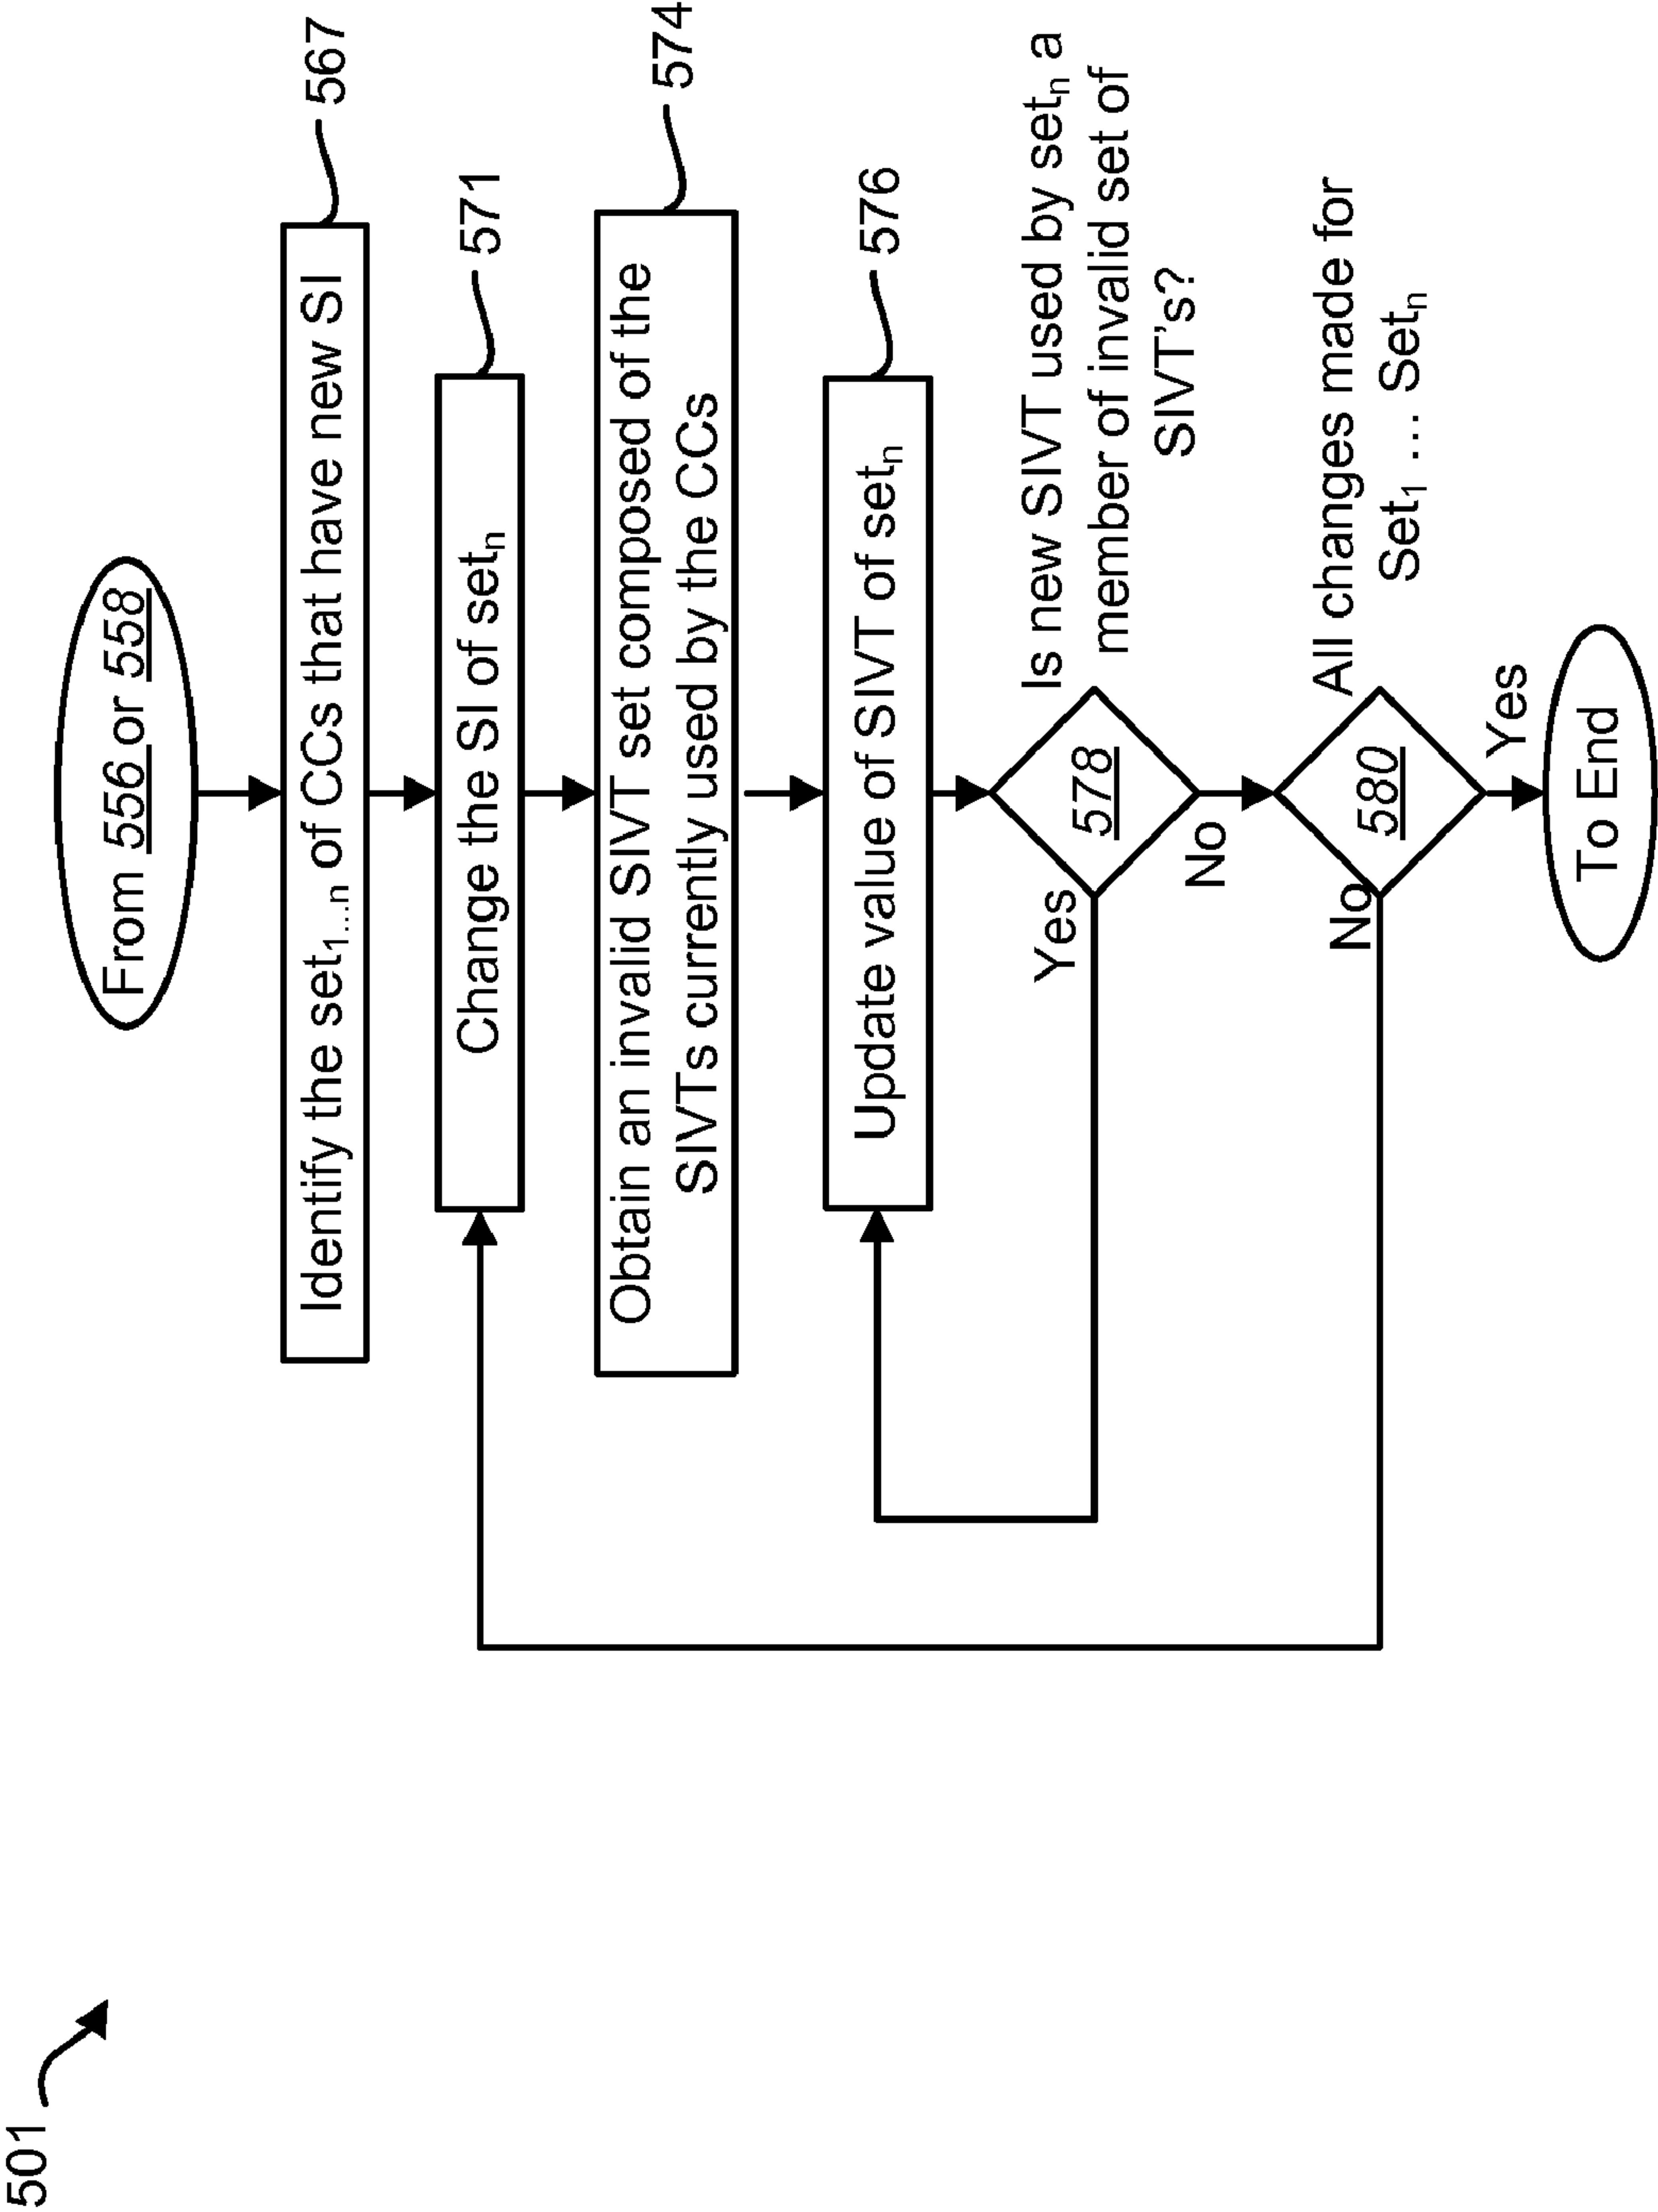 501
From 556 or 558
Identify the set1...n of CCs that have new SI
567
Change the SI of setn
571
Obtain an invalid SIVT set composed of the
SIVTs currently used by the CCs
574
Update value of SIVT of setn
576
Is new SIVT used by setn a
member of invalid set of
SIVT's?
578
Yes
No
All changes made for
Set1 ... Setn
580
No
Yes
To End